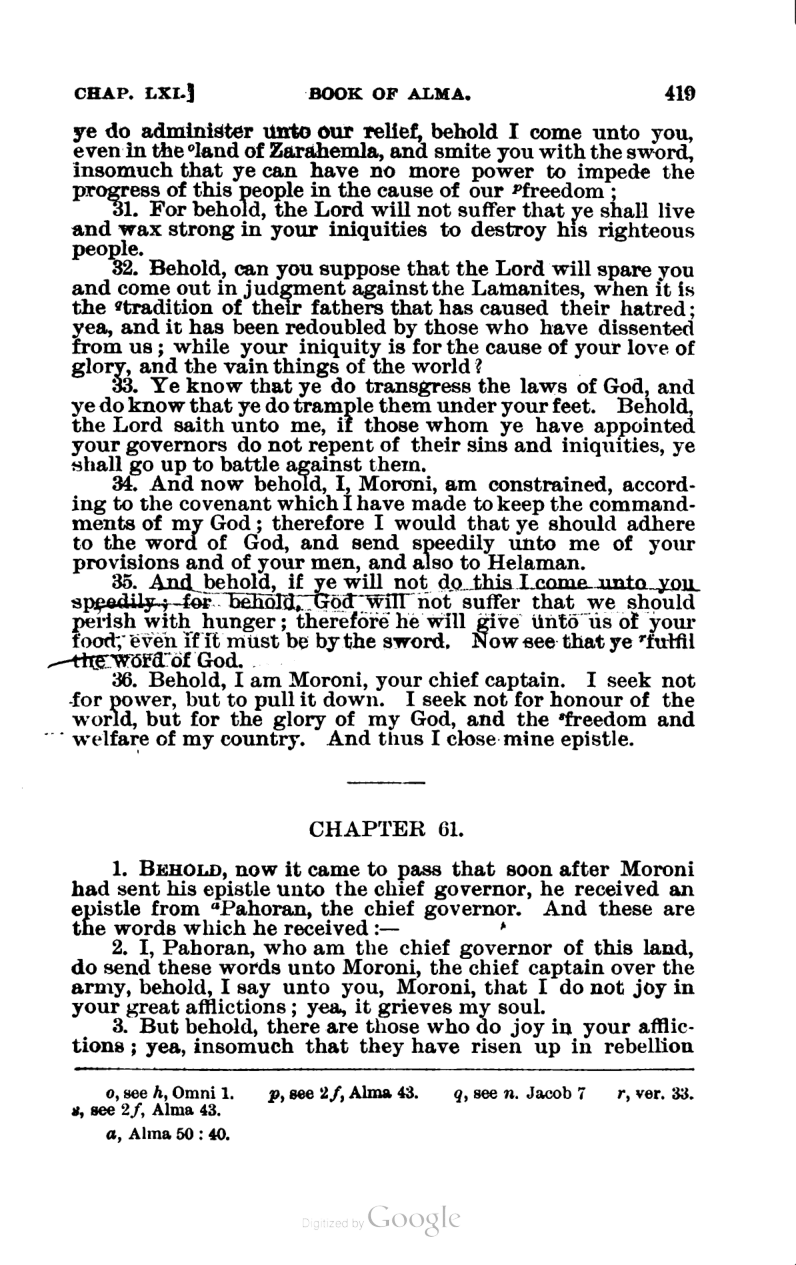 CHAP. LXI.] BOOK OF ALMA. 419
ye do administer unto our relief, behold I come unto you,
even in the ᵒland of Zarahemla, and smite you with the sword,
insomuch that ye can have no more power to impede the
progress of this people in the cause of our ᵖfreedom ;
31. For behold, the Lord will not suffer that ye shall live
and wax strong in your iniquities to destroy his righteous
people.
32. Behold, can you suppose that the Lord will spare you
and come out in judgment against the Lamanites, when it is
the ᑫtradition of their fathers that has caused their hatred;
yea, and it has been redoubled by those who have dissented
from us ; while your iniquity is for the cause of your love of
glory, and the vain things of the world ?
33. Ye know that ye do transgress the laws of God, and
ye do know that ye do trample them under your feet. Behold,
the Lord saith unto me, if those whom ye have appointed
your governors do not repent of their sins and iniquities, ye
shall go up to battle against them.
34. And now behold, I, Moroni, am constrained, accord-
ing to the covenant which I have made to keep the command-
ments of my God ; therefore I would that ye should adhere
to the word of God, and send speedily unto me of your
provisions and of your men, and also to Helaman.
35. And behold, if ye will not do this I come unto you
speedily ; for behold, God will not suffer that we should
perish with hunger ; therefore he will give unto us of your
food, even if it must be by the sword. Now see that ye ʳfulfil
the word of God.
36. Behold, I am Moroni, your chief captain. I seek not
for power, but to pull it down. I seek not for honour of the
world, but for the glory of my God, and the ˢfreedom and
welfare of my country. And thus I close mine epistle.
CHAPTER 61.
1. BEHOLD, now it came to pass that soon after Moroni
had sent his epistle unto the chief governor, he received an
epistle from ᵃPahoran, the chief governor. And these are
the words which he received :—
2. I, Pahoran, who am the chief governor of this land,
do send these words unto Moroni, the chief captain over the
army, behold, I say unto you, Moroni, that I do not joy in
your great afflictions ; yea, it grieves my soul.
3. But behold, there are those who do joy in your afflic-
tions ; yea, insomuch that they have risen up in rebellion
o, see h, Omni 1. p, see 2f, Alma 43. q, see n. Jacob 7 r, ver. 33.
s, see 2f, Alma 43.
a, Alma 50 : 40.
Digitized by Google